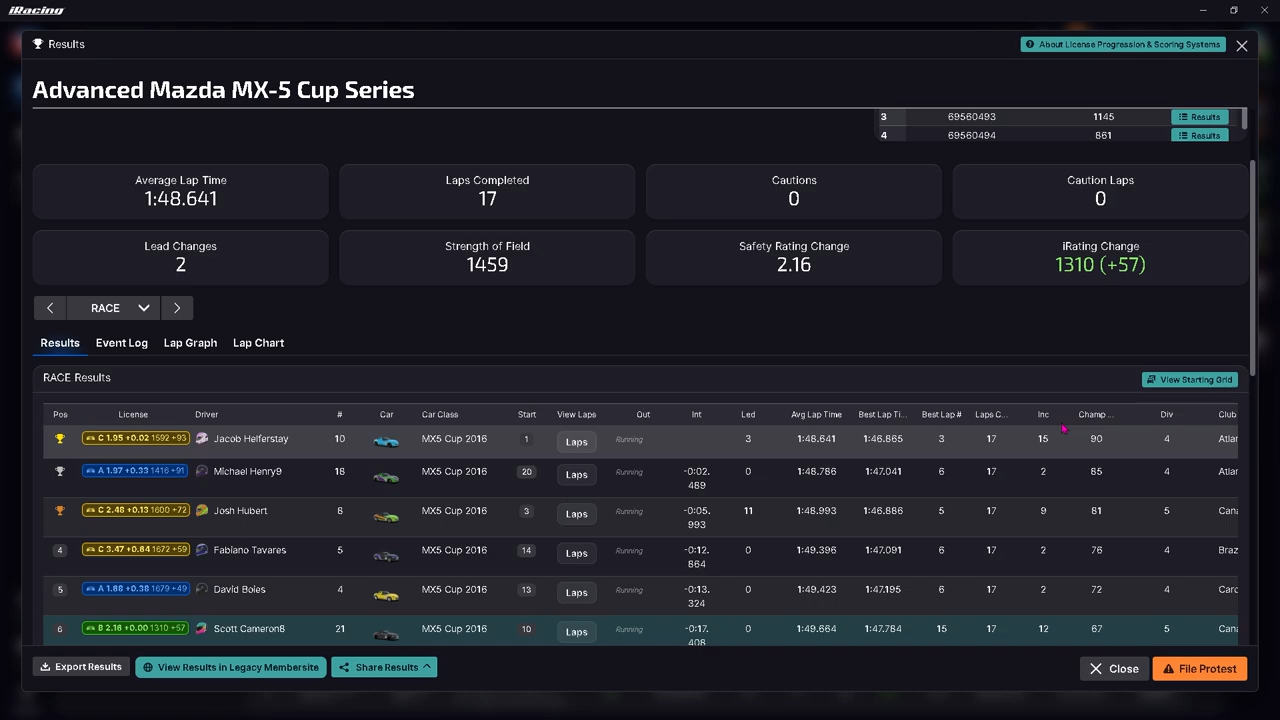 iRacing
Results
About License Progression & Scoring Systems
Advanced Mazda MX-5 Cup Series
3 69560493 1145 Results
4 69560494 861 Results
Average Lap Time Laps Completed Cautions Caution Laps
1:48.641 17 0 0
Lead Changes Strength of Field Safety Rating Change iRating Change
2 1459 2.16 1310 (+57)
RACE
Results Event Log Lap Graph Lap Chart
RACE Results View Starting Grid
Pos License Driver # Car Car Class Start View Laps Out Int Led Avg Lap Time Best Lap Ti... Best Lap # Laps C... Inc Champ ... Div Club
C 1.95 +0.02 1592 +93 Jacob Helferstay 10 MX5 Cup 2016 1 Laps Running 3 1:48.641 1:46.865 3 17 15 90 4 Atlar
A 1.97 +0.33 1416 +91 Michael Henry9 18 MX5 Cup 2016 20 Laps Running -0:02. 0 1:48.786 1:47.041 6 17 2 85 4 Atlar
489
C 2.48 +0.13 1600 +72 Josh Hubert 8 MX5 Cup 2016 3 Laps Running -0:05. 11 1:48.993 1:46.886 5 17 9 81 5 Cana
993
4 C 3.47 +0.64 1672 +59 Fabiano Tavares 5 MX5 Cup 2016 14 Laps Running -0:12. 0 1:49.396 1:47.091 6 17 2 76 4 Braz
864
5 A 1.68 +0.38 1679 +49 David Boles 4 MX5 Cup 2016 13 Laps Running -0:13. 0 1:49.423 1:47.195 6 17 2 72 4 Carc
324
6 B 2.16 +0.00 1310 +57 Scott Cameron8 21 MX5 Cup 2016 10 Laps Running -0:17. 0 1:49.664 1:47.784 15 17 12 67 5 Cana
408
Export Results View Results in Legacy Membersite Share Results Close File Protest